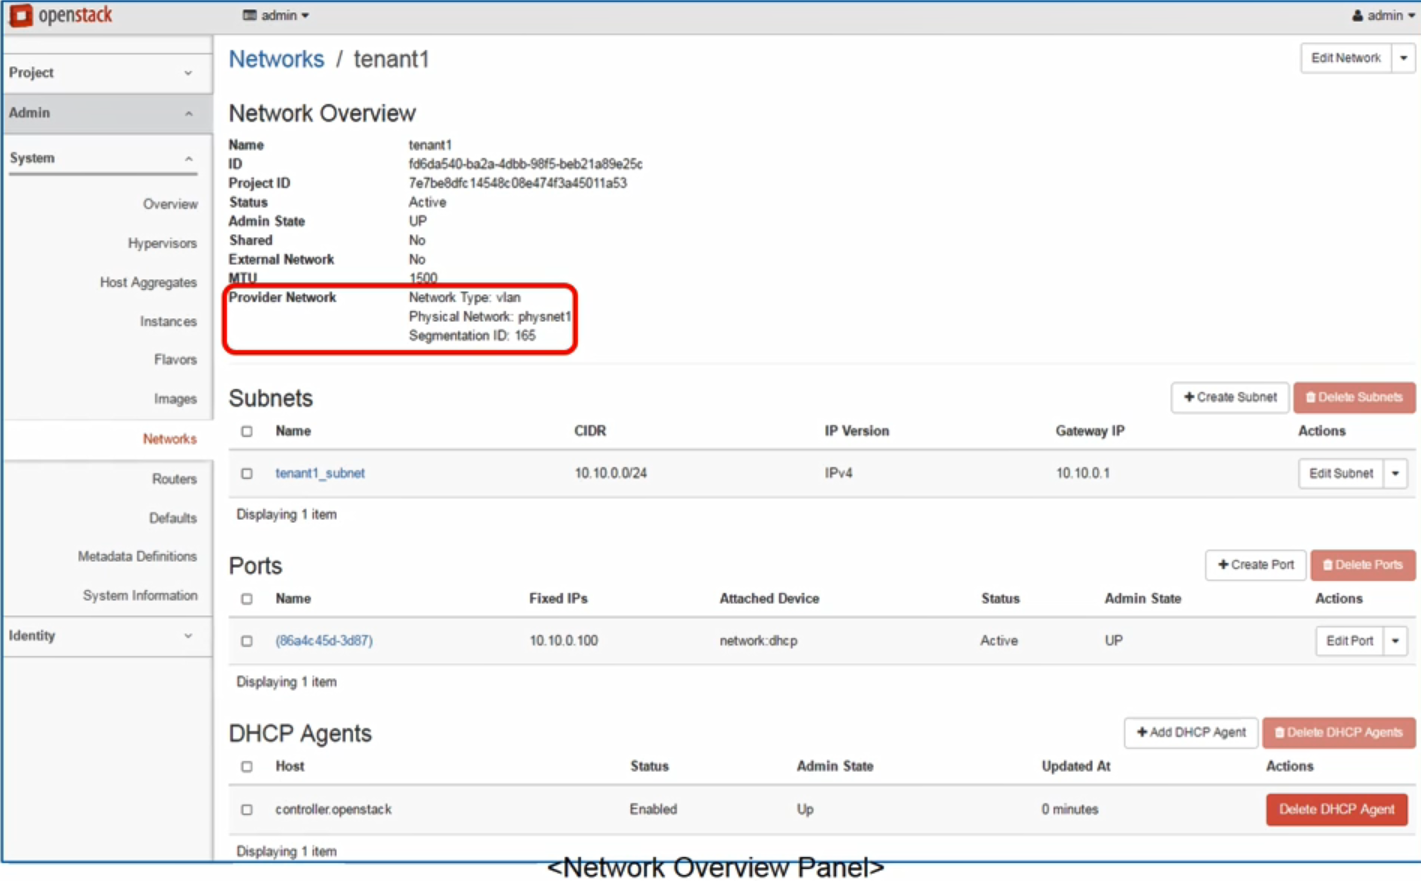 openstack admin admin
Project
Admin
System
Overview
Hypervisors
Host Aggregates
Instances
Flavors
Images
Networks
Routers
Defaults
Metadata Definitions
System Information
Identity
Networks / tenant1 Edit Network
Network Overview
Name tenant1
ID fd6da540-ba2a-4dbb-98f5-beb21a89e25c
Project ID 7e7be8dfc14548c08e474f3a45011a53
Status Active
Admin State UP
Shared No
External Network No
MTU 1500
Provider Network Network Type: vlan
Physical Network: physnet1
Segmentation ID: 165
Subnets + Create Subnet Delete Subnets
Name CIDR IP Version Gateway IP Actions
tenant1_subnet 10.10.0.0/24 IPv4 10.10.0.1 Edit Subnet
Displaying 1 item
Ports + Create Port Delete Ports
Name Fixed IPs Attached Device Status Admin State Actions
(86a4c45d-3d87) 10.10.0.100 network:dhcp Active UP Edit Port
Displaying 1 item
DHCP Agents + Add DHCP Agent Delete DHCP Agents
Host Status Admin State Updated At Actions
controller.openstack Enabled Up 0 minutes Delete DHCP Agent
Displaying 1 item
<Network Overview Panel>